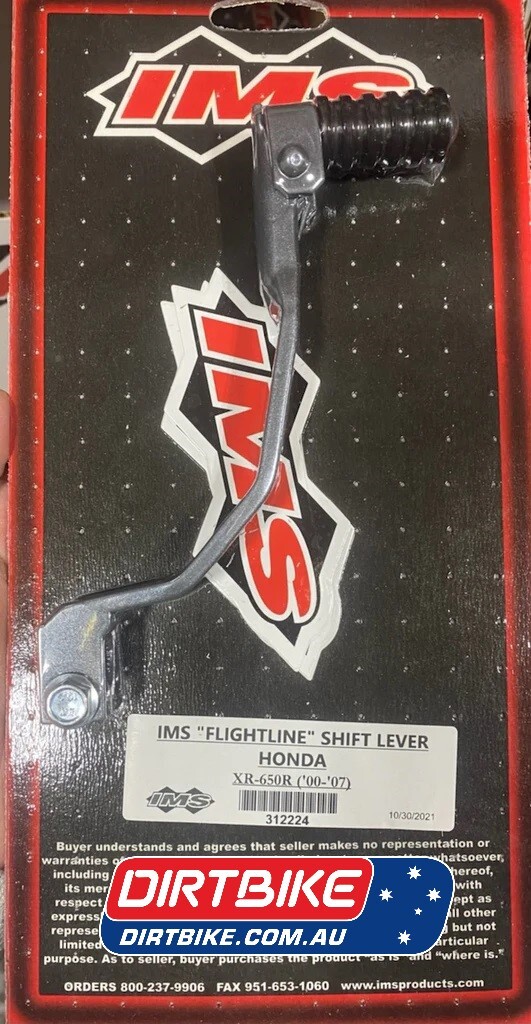 IMS
IMS
IMS "FLIGHTLINE" SHIFT LEVER
HONDA
XR-650R ('00-'07)
IMS
312224
10/30/2021
Buyer understands and agrees that seller makes no representation or
warranties of whatsoever,
including hereof,
its mer with
respect ept as
expres all other
repres d but not
limited articular
purpose. As to seller, buyer purchases the product "as is" and "where is."
DIRTBIKE
DIRTBIKE.COM.AU
ORDERS 800-237-9906 FAX 951-653-1060 www.imsproducts.com